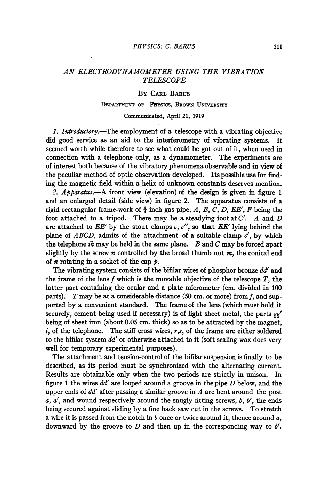 PHYSICS: C. BARUS
211
AN ELECTRODYNAMOMETER USING THE VIBRATION
TELESCOPE
BY CARL BARUS
DEPARTMENT OF PHYSICS, BROWN UNIVERSITY
Communicated, April 21, 1919
1. Introductory.—The employment of a telescope with a vibrating objective
did good service as an aid to the interferometry of vibrating systems. It
seemed worth while therefore to see what could be got out of it, when used in
connection with a telephone only, as a dynamometer. The experiments are
of interest both because of the vibratory phenomena observable and in view of
the peculiar method of optic observation developed. Its possible use for find-
ing the magnetic field within a helix of unknown constants deserves mention.
2. Apparatus.—A front view (elevation) of the design is given in figure 1
and an enlarged detail (side view) in figure 2. The apparatus consists of a
rigid rectangular frame-work of ¼ inch gas pipe, A, B, C, D, EE', F being the
foot attached to a tripod. There may be a steadying foot at C'. A and D
are attached to EE' by the stout clamps c, c'', so that EE' lying behind the
plane of ABCD, admits of the attachment of a suitable clamp c', by which
the telephone th may be held in the same plane. B and C may be forced apart
slightly by the screw n controlled by the broad thumb nut m, the conical end
of n rotating in a socket of the cap g.
The vibrating system consists of the bifilar wires of phosphor bronze dd' and
the frame of the lens f which is the movable objective of the telescope T, the
latter part containing the ocular and a plate micrometer (cm. divided in 100
parts). T may be at a considerable distance (50 cm. or more) from f, and sup-
ported by a convenient standard. The frame of the lens (which must hold it
securely, cement being used if necessary) is of light sheet metal, the parts
being of sheet iron (about 0.05 cm. thick) so as to be attracted by the magnet,
of the telephone. The stiff cross wires, r, r, of the frame are either soldered
to the bifilar system dd' or otherwise attached to it (soft sealing wax does very
well for temporary experimental purposes).
The attachment and tension-control of the bifilar suspension is finally to be
described, as its period must be synchronized with the alternating current.
Results are obtainable only when the two periods are strictly in unison. In
figure 1 the wires dd' are looped around a groove in the pipe D below, and the
upper ends of dd' after passing a similar groove in A are bent around the post
a, a', and wound respectively around the snugly fitting screws, b, b', the ends
being secured against sliding by a fine hack saw cut in the screws. To stretch
a wire it is passed from the notch in b once or twice around it, thence around a,
downward by the groove to D and then up in the corresponding way to b'.